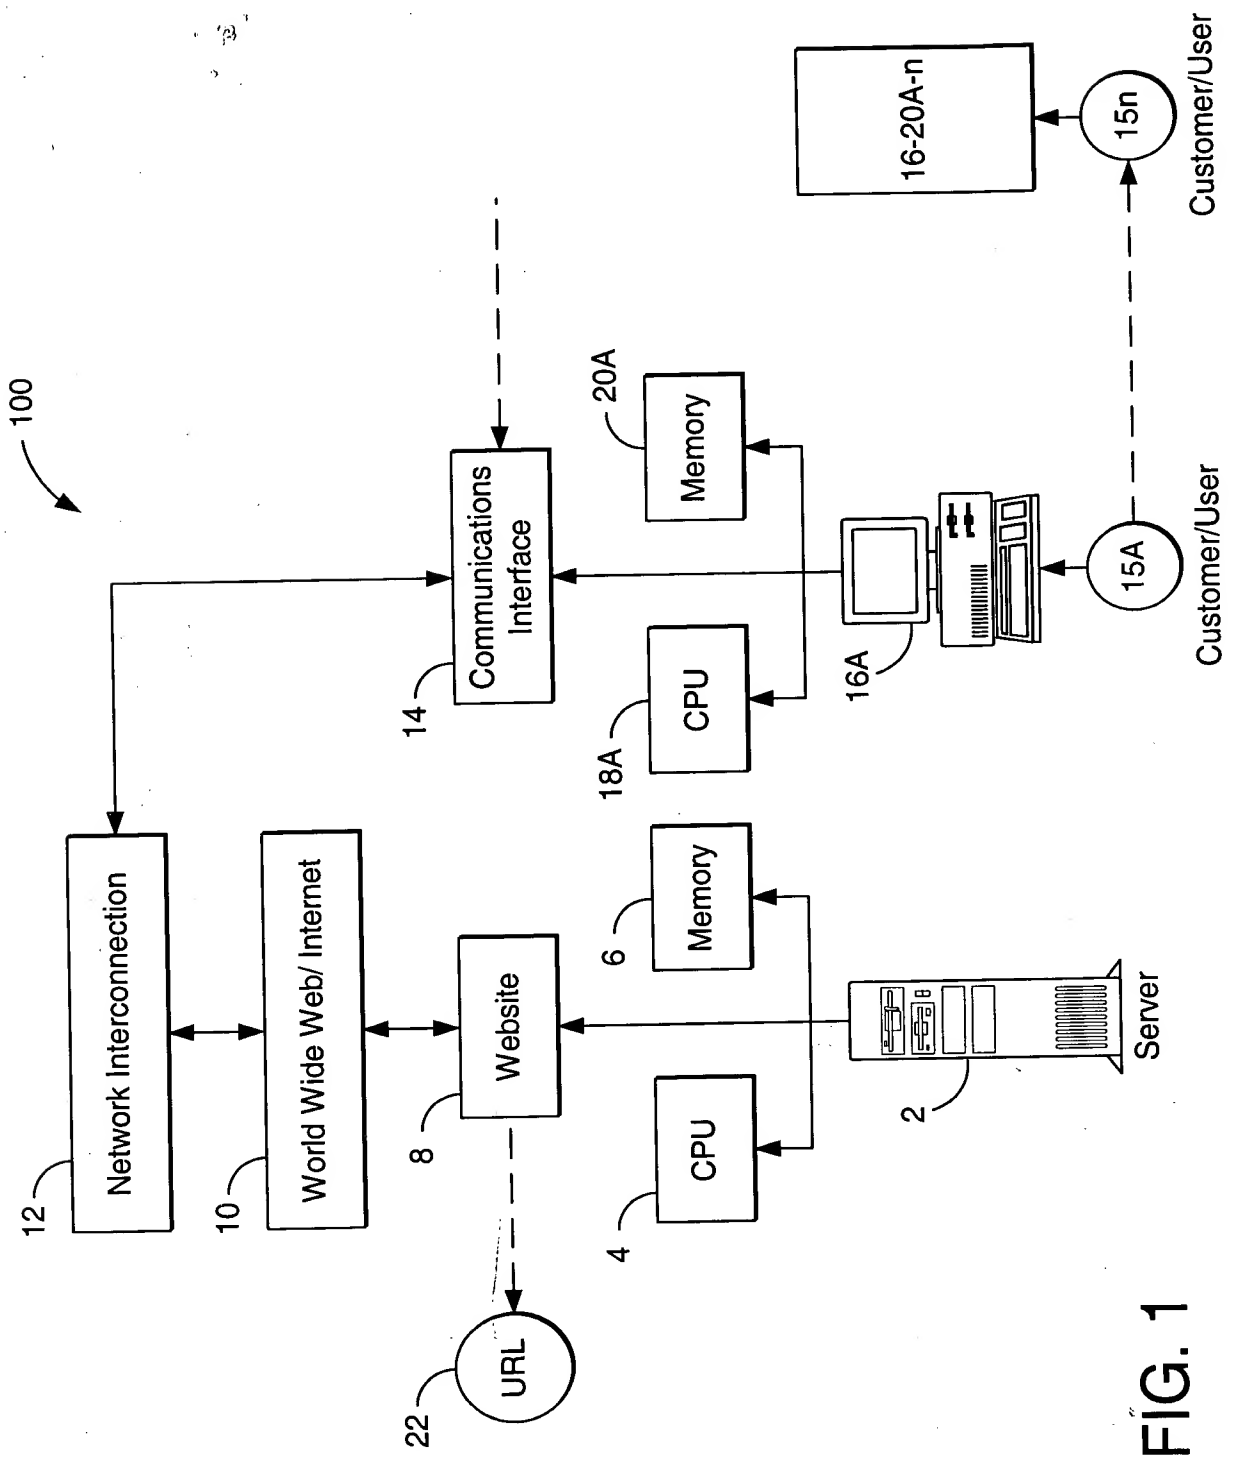 100
12
Network Interconnection
10
World Wide Web/ Internet
22
URL
8
Website
14
Communications
Interface
4
CPU
6
Memory
18A
CPU
20A
Memory
2
Server
16A
15A
Customer/User
16-20A-n
15n
Customer/User
FIG. 1